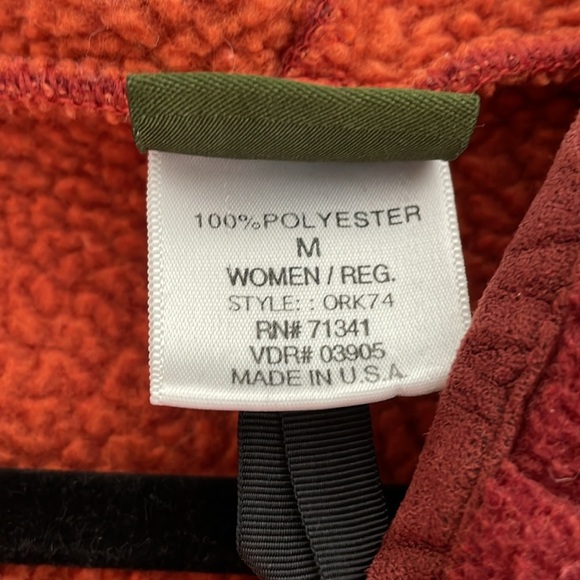 100% POLYESTER
M
WOMEN / REG.
STYLE: : ORK74
RN# 71341
VDR# 03905
MADE IN U.S.A.